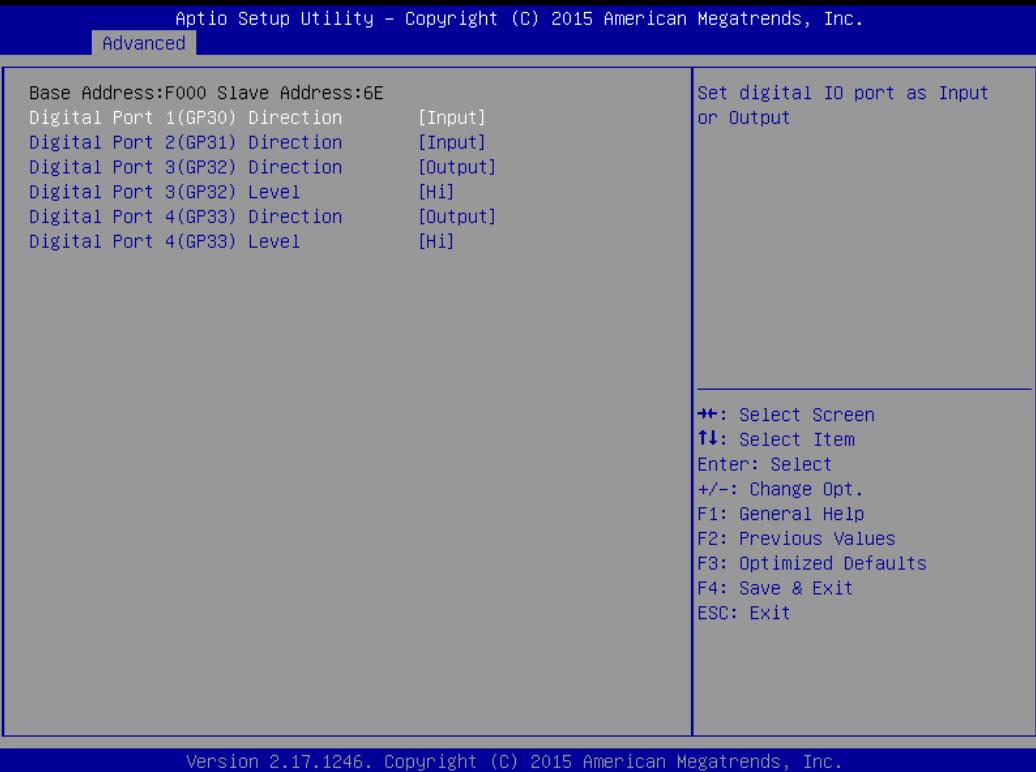 Aptio Setup Utility – Copyright (C) 2015 American Megatrends, Inc.
Advanced
Base Address:F000 Slave Address:6E
Digital Port 1(GP30) Direction [Input]
Digital Port 2(GP31) Direction [Input]
Digital Port 3(GP32) Direction [Output]
Digital Port 3(GP32) Level [Hi]
Digital Port 4(GP33) Direction [Output]
Digital Port 4(GP33) Level [Hi]
Set digital IO port as Input
or Output
→←: Select Screen
↑↓: Select Item
Enter: Select
+/-: Change Opt.
F1: General Help
F2: Previous Values
F3: Optimized Defaults
F4: Save & Exit
ESC: Exit
Version 2.17.1246. Copyright (C) 2015 American Megatrends, Inc.